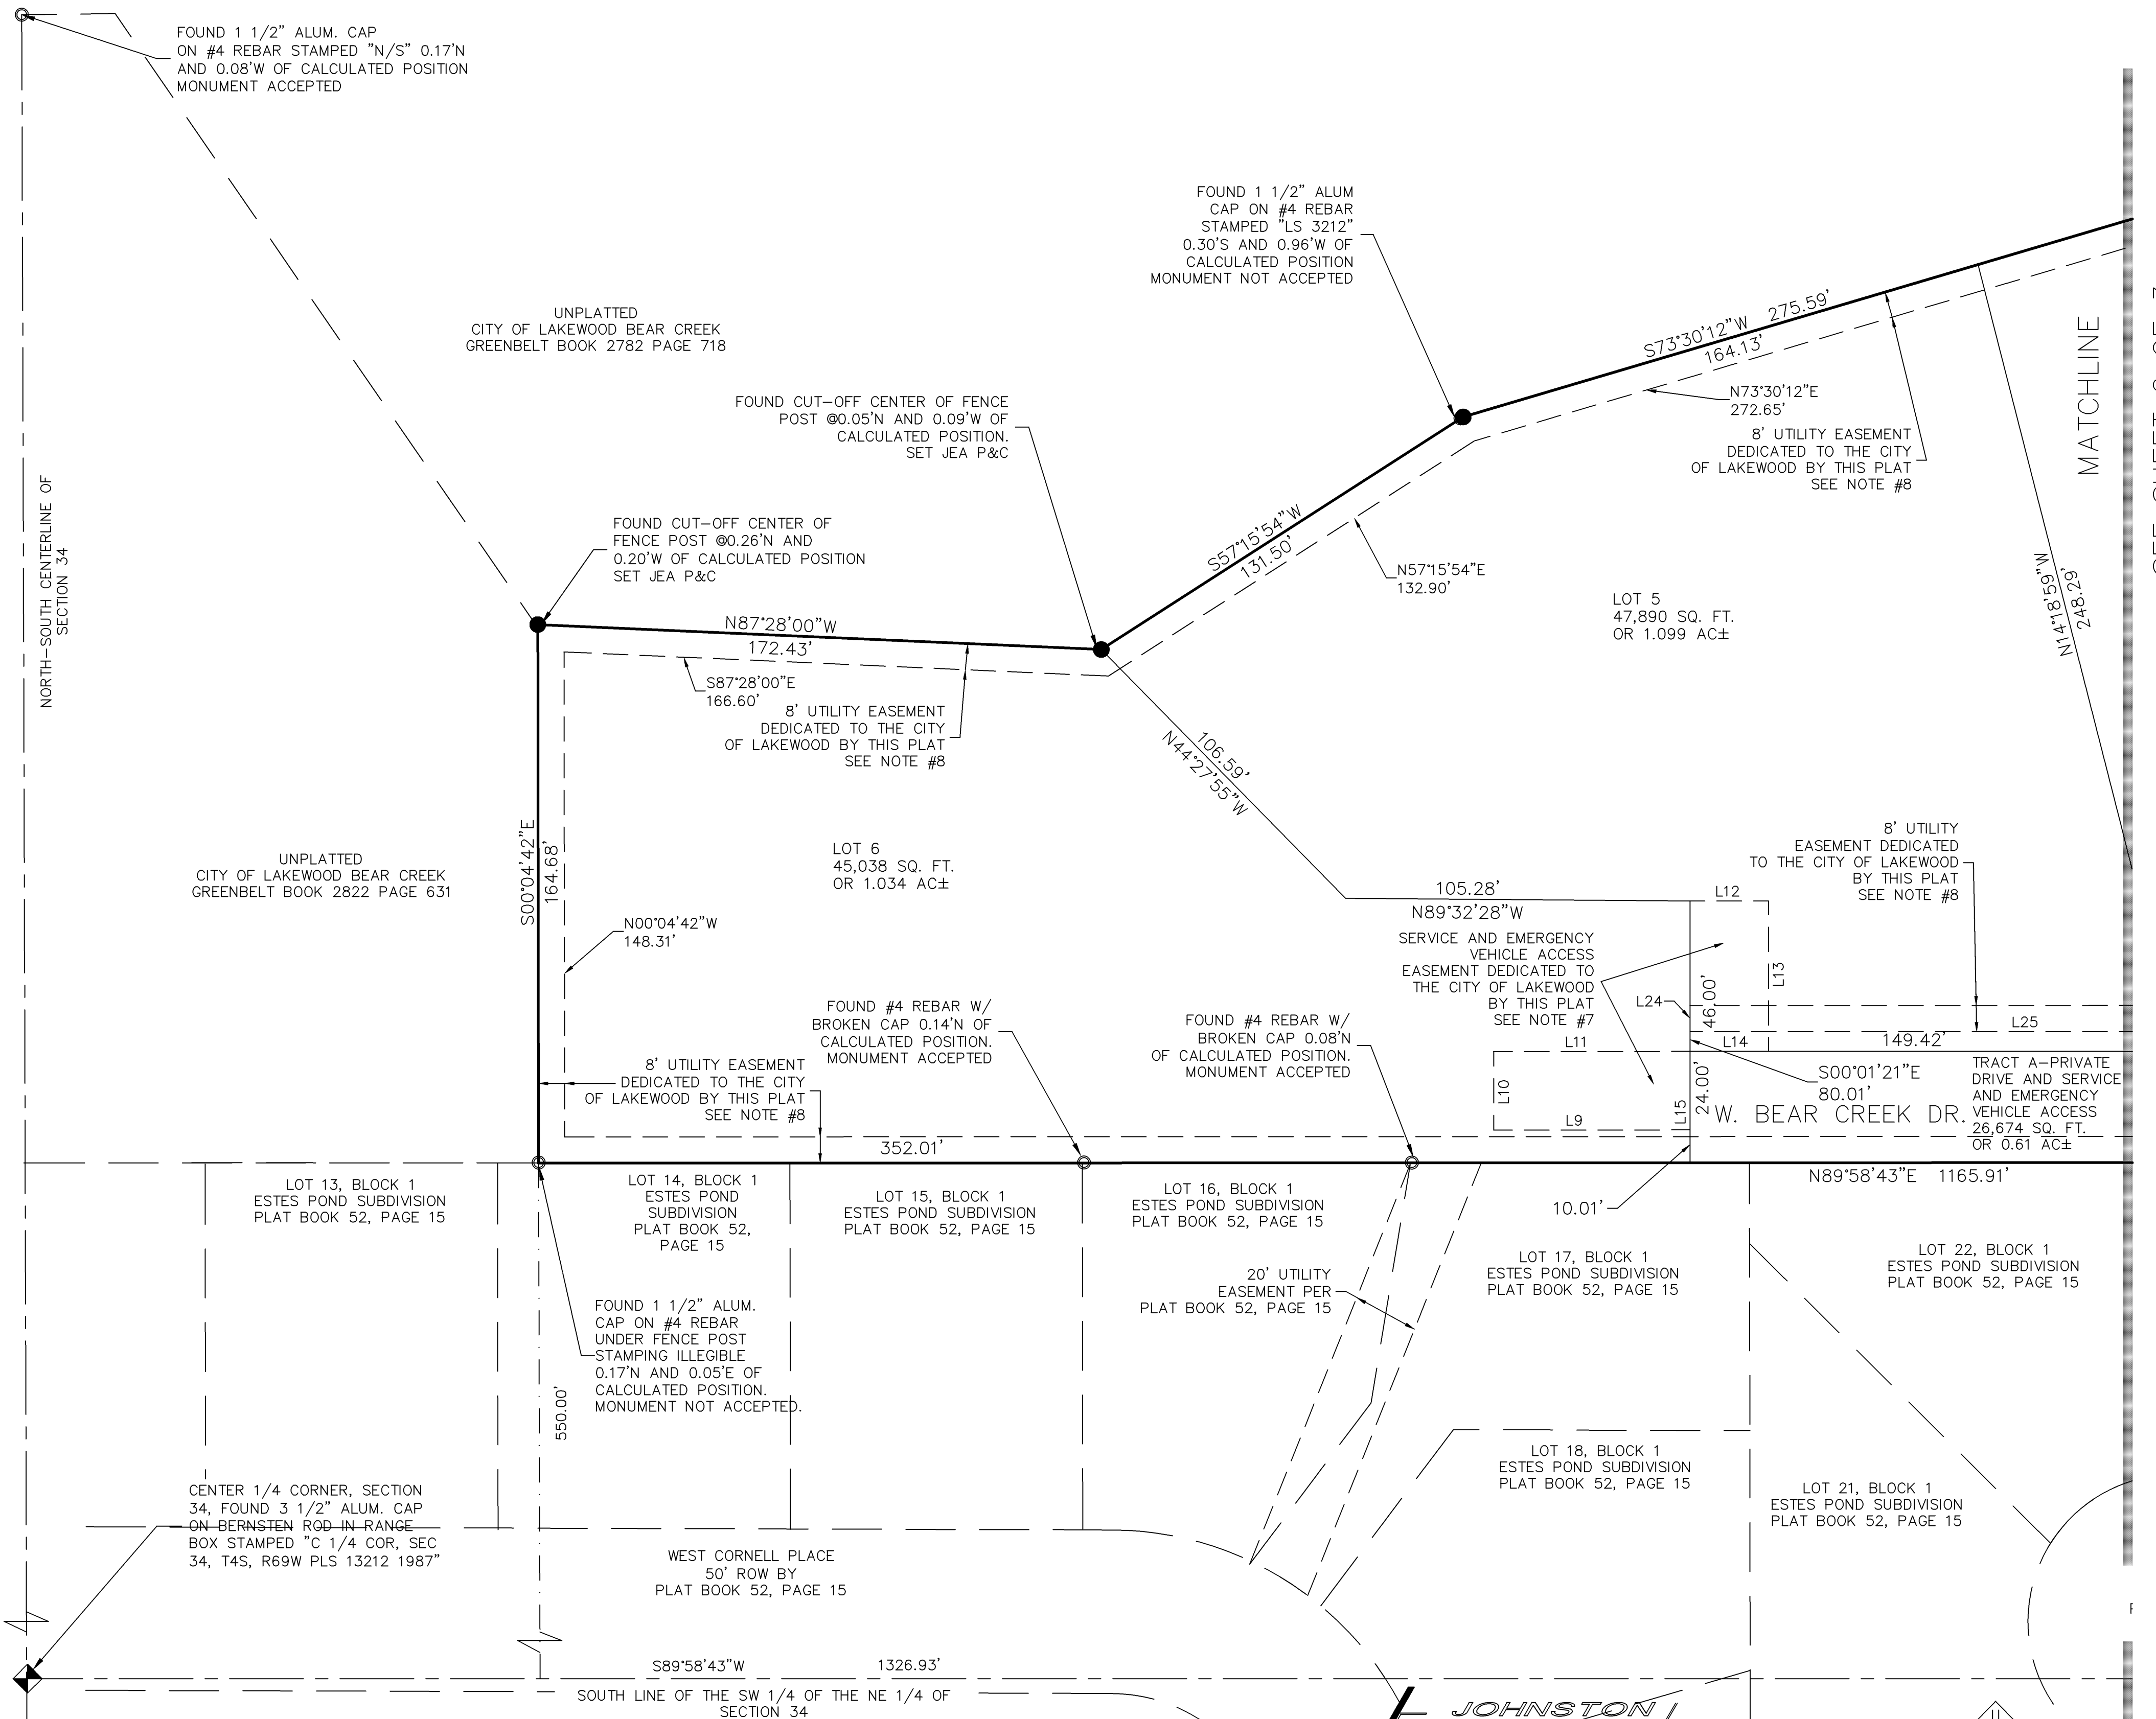 FOUND 1 1/2" ALUM. CAP
ON #4 REBAR STAMPED "N/S" 0.17'N
AND 0.08'W OF CALCULATED POSITION
MONUMENT ACCEPTED
FOUND 1 1/2" ALUM
CAP ON #4 REBAR
STAMPED "LS 3212"
0.30'S AND 0.96'W OF
CALCULATED POSITION
MONUMENT NOT ACCEPTED
UNPLATTED
CITY OF LAKEWOOD BEAR CREEK
GREENBELT BOOK 2782 PAGE 718
S73°30'12"W 275.59'
164.13'
N73°30'12"E
272.65'
8' UTILITY EASEMENT
DEDICATED TO THE CITY
OF LAKEWOOD BY THIS PLAT
SEE NOTE #8
MATCHLINE
FOUND CUT-OFF CENTER OF FENCE
POST @0.05'N AND 0.09'W OF
CALCULATED POSITION.
SET JEA P&C
NORTH-SOUTH CENTERLINE OF
SECTION 34
FOUND CUT-OFF CENTER OF
FENCE POST @0.26'N AND
0.20'W OF CALCULATED POSITION
SET JEA P&C
S57°15'54"W
131.50'
N57°15'54"E
132.90'
LOT 5
47,890 SQ. FT.
OR 1.099 AC±
N14°18'59"W
248.29'
N87°28'00"W
172.43'
S87°28'00"E
166.60'
8' UTILITY EASEMENT
DEDICATED TO THE CITY
OF LAKEWOOD BY THIS PLAT
SEE NOTE #8
106.59'
N44°27'55"W
UNPLATTED
CITY OF LAKEWOOD BEAR CREEK
GREENBELT BOOK 2822 PAGE 631
S00°04'42"E
164.68'
LOT 6
45,038 SQ. FT.
OR 1.034 AC±
N00°04'42"W
148.31'
105.28'
N89°32'28"W
L12
8' UTILITY
EASEMENT DEDICATED
TO THE CITY OF LAKEWOOD
BY THIS PLAT
SEE NOTE #8
SERVICE AND EMERGENCY
VEHICLE ACCESS
EASEMENT DEDICATED TO
THE CITY OF LAKEWOOD
BY THIS PLAT
SEE NOTE #7
L13
L24
46.00'
L25
L14
149.42'
FOUND #4 REBAR W/
BROKEN CAP 0.14'N OF
CALCULATED POSITION.
MONUMENT ACCEPTED
FOUND #4 REBAR W/
BROKEN CAP 0.08'N
OF CALCULATED POSITION.
MONUMENT ACCEPTED
L11
L10
L9
L15
24.00'
S00°01'21"E
80.01'
W. BEAR CREEK DR.
TRACT A-PRIVATE
DRIVE AND SERVICE
AND EMERGENCY
VEHICLE ACCESS
26,674 SQ. FT.
OR 0.61 AC±
8' UTILITY EASEMENT
DEDICATED TO THE CITY
OF LAKEWOOD BY THIS PLAT
SEE NOTE #8
352.01'
N89°58'43"E 1165.91'
10.01'
LOT 13, BLOCK 1
ESTES POND SUBDIVISION
PLAT BOOK 52, PAGE 15
LOT 14, BLOCK 1
ESTES POND
SUBDIVISION
PLAT BOOK 52,
PAGE 15
LOT 15, BLOCK 1
ESTES POND SUBDIVISION
PLAT BOOK 52, PAGE 15
LOT 16, BLOCK 1
ESTES POND SUBDIVISION
PLAT BOOK 52, PAGE 15
LOT 17, BLOCK 1
ESTES POND SUBDIVISION
PLAT BOOK 52, PAGE 15
LOT 22, BLOCK 1
ESTES POND SUBDIVISION
PLAT BOOK 52, PAGE 15
20' UTILITY
EASEMENT PER
PLAT BOOK 52, PAGE 15
FOUND 1 1/2" ALUM.
CAP ON #4 REBAR
UNDER FENCE POST
STAMPING ILLEGIBLE
0.17'N AND 0.05'E OF
CALCULATED POSITION.
MONUMENT NOT ACCEPTED.
550.00'
LOT 18, BLOCK 1
ESTES POND SUBDIVISION
PLAT BOOK 52, PAGE 15
LOT 21, BLOCK 1
ESTES POND SUBDIVISION
PLAT BOOK 52, PAGE 15
CENTER 1/4 CORNER, SECTION
34, FOUND 3 1/2" ALUM. CAP
ON BERNSTEN ROD IN RANGE
BOX STAMPED "C 1/4 COR, SEC
34, T4S, R69W PLS 13212 1987"
WEST CORNELL PLACE
50' ROW BY
PLAT BOOK 52, PAGE 15
S89°58'43"W 1326.93'
SOUTH LINE OF THE SW 1/4 OF THE NE 1/4 OF
SECTION 34
JOHNSTON